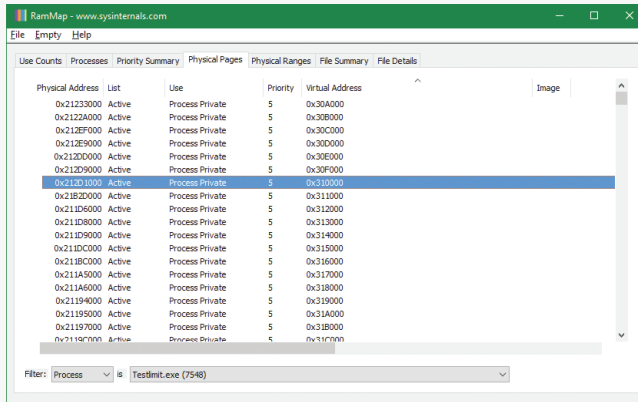 RamMap - www.sysinternals.com
File Empty Help
Use Counts Processes Priority Summary Physical Pages Physical Ranges File Summary File Details
Physical Address List Use Priority Virtual Address Image
0x21233000 Active Process Private 5 0x30A000
0x2122A000 Active Process Private 5 0x30B000
0x212EF000 Active Process Private 5 0x30C000
0x212E9000 Active Process Private 5 0x30D000
0x212DD000 Active Process Private 5 0x30E000
0x212D9000 Active Process Private 5 0x30F000
0x212D1000 Active Process Private 5 0x310000
0x21B2D000 Active Process Private 5 0x311000
0x211D6000 Active Process Private 5 0x312000
0x211D8000 Active Process Private 5 0x313000
0x211D9000 Active Process Private 5 0x314000
0x211DC000 Active Process Private 5 0x315000
0x211BC000 Active Process Private 5 0x316000
0x211A5000 Active Process Private 5 0x317000
0x211A6000 Active Process Private 5 0x318000
0x21194000 Active Process Private 5 0x319000
0x21195000 Active Process Private 5 0x31A000
0x21197000 Active Process Private 5 0x31B000
0x2119C000 Active Process Private 5 0x31C000
Filter: Process is Testlimit.exe (7548)